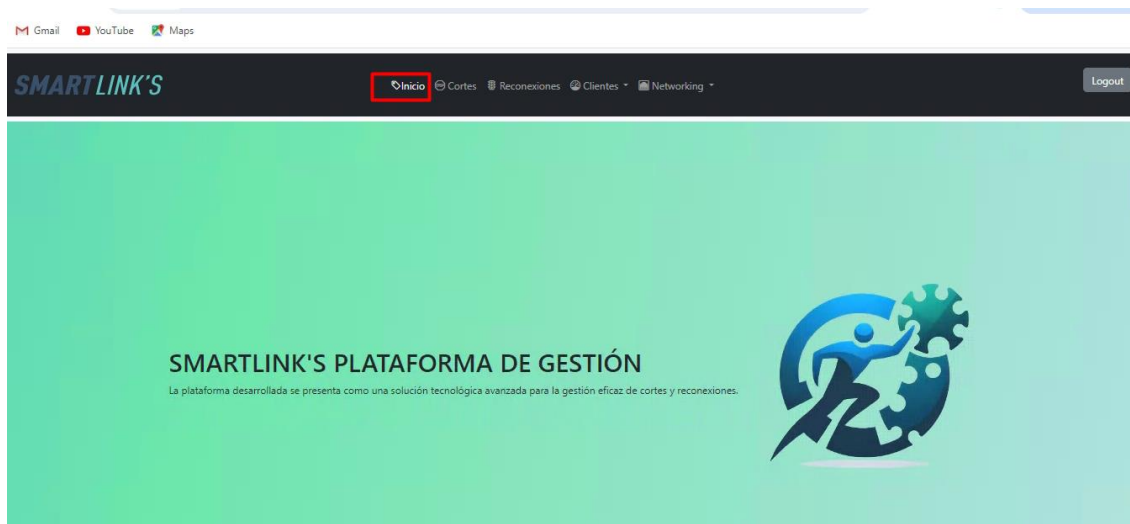 Gmail YouTube Maps
SMARTLINK'S Inicio Cortes Reconexiones Clientes Networking Logout
SMARTLINK'S PLATAFORMA DE GESTIÓN
La plataforma desarrollada se presenta como una solución tecnológica avanzada para la gestión eficaz de cortes y reconexiones.